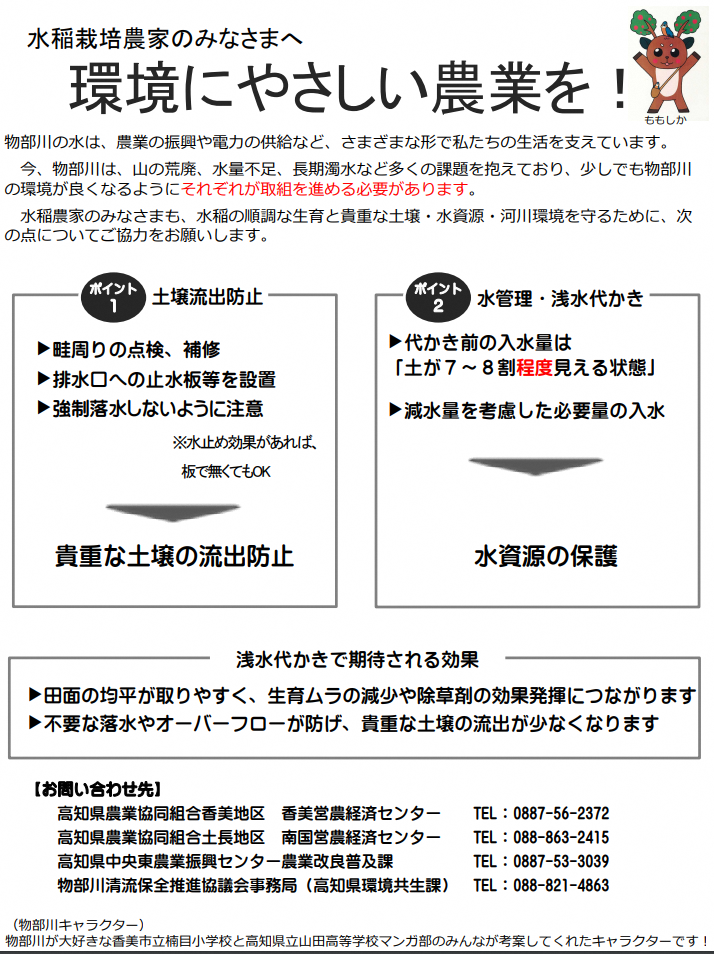 水稲栽培農家のみなさまへ
環境にやさしい農業を！
ももしか
物部川の水は、農業の振興や電力の供給など、さまざまな形で私たちの生活を支えています。
今、物部川は、山の荒廃、水量不足、長期濁水など多くの課題を抱えており、少しでも物部川
の環境が良くなるようにそれぞれが取組を進める必要があります。
水稲農家のみなさまも、水稲の順調な生育と貴重な土壌・水資源・河川環境を守るために、次
の点についてご協力をお願いします。
ポイント
1
土壌流出防止
▶畦周りの点検、補修
▶排水口への止水板等を設置
▶強制落水しないように注意
※水止め効果があれば、
板で無くてもOK
貴重な土壌の流出防止
ポイント
2
水管理・浅水代かき
▶代かき前の入水量は
「土が７～８割程度見える状態」
▶減水量を考慮した必要量の入水
水資源の保護
浅水代かきで期待される効果
▶田面の均平が取りやすく、生育ムラの減少や除草剤の効果発揮につながります
▶不要な落水やオーバーフローが防げ、貴重な土壌の流出が少なくなります
【お問い合わせ先】
高知県農業協同組合香美地区　香美営農経済センター　TEL：0887-56-2372
高知県農業協同組合土長地区　南国営農経済センター　TEL：088-863-2415
高知県中央東農業振興センター農業改良普及課　TEL：0887-53-3039
物部川清流保全推進協議会事務局（高知県環境共生課）　TEL：088-821-4863
（物部川キャラクター）
物部川が大好きな香美市立楠目小学校と高知県立山田高等学校マンガ部のみんなが考案してくれたキャラクターです！